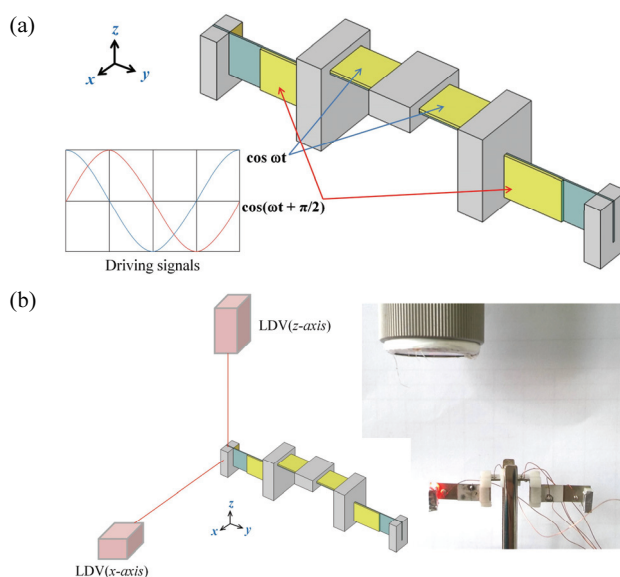 (a)
z
x
y
cos ωt
cos(ωt + π/2)
Driving signals
(b)
LDV(z-axis)
z
x
y
LDV(x-axis)